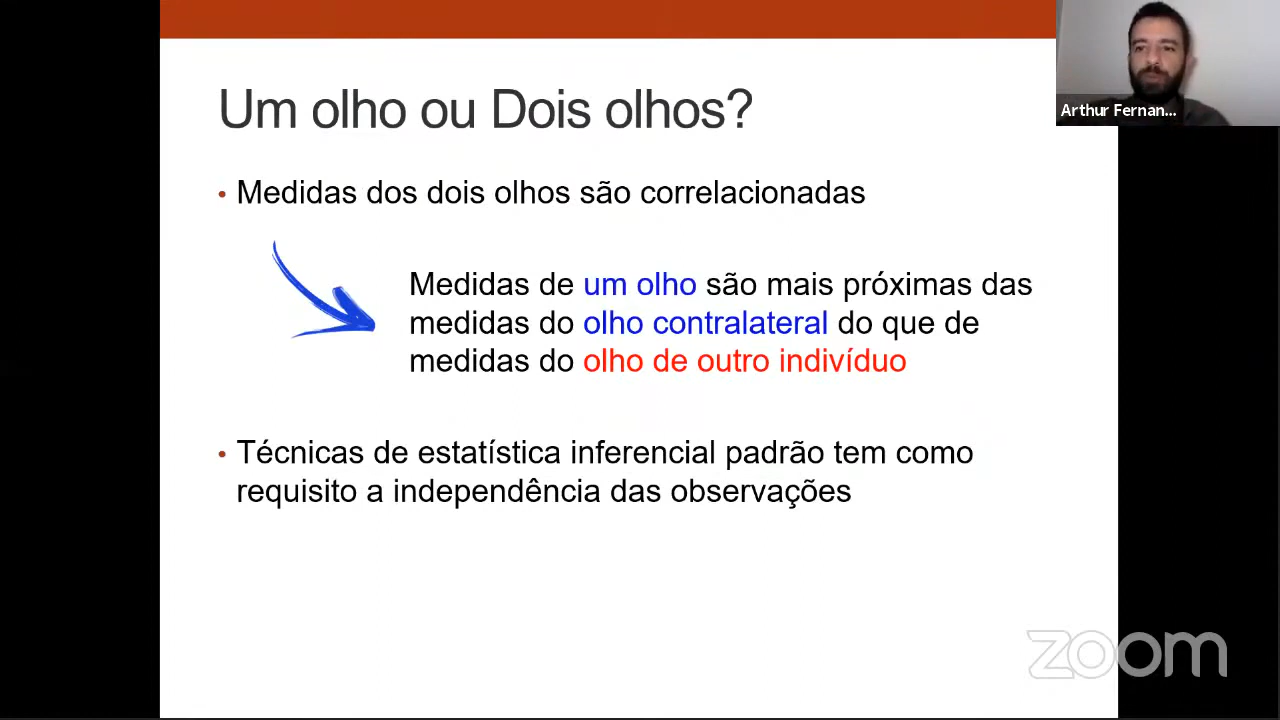 Um olho ou Dois olhos?
Arthur Fernan...
• Medidas dos dois olhos são correlacionadas
Medidas de um olho são mais próximas das
medidas do olho contralateral do que de
medidas do olho de outro indivíduo
• Técnicas de estatística inferencial padrão tem como
requisito a independência das observações
zoom